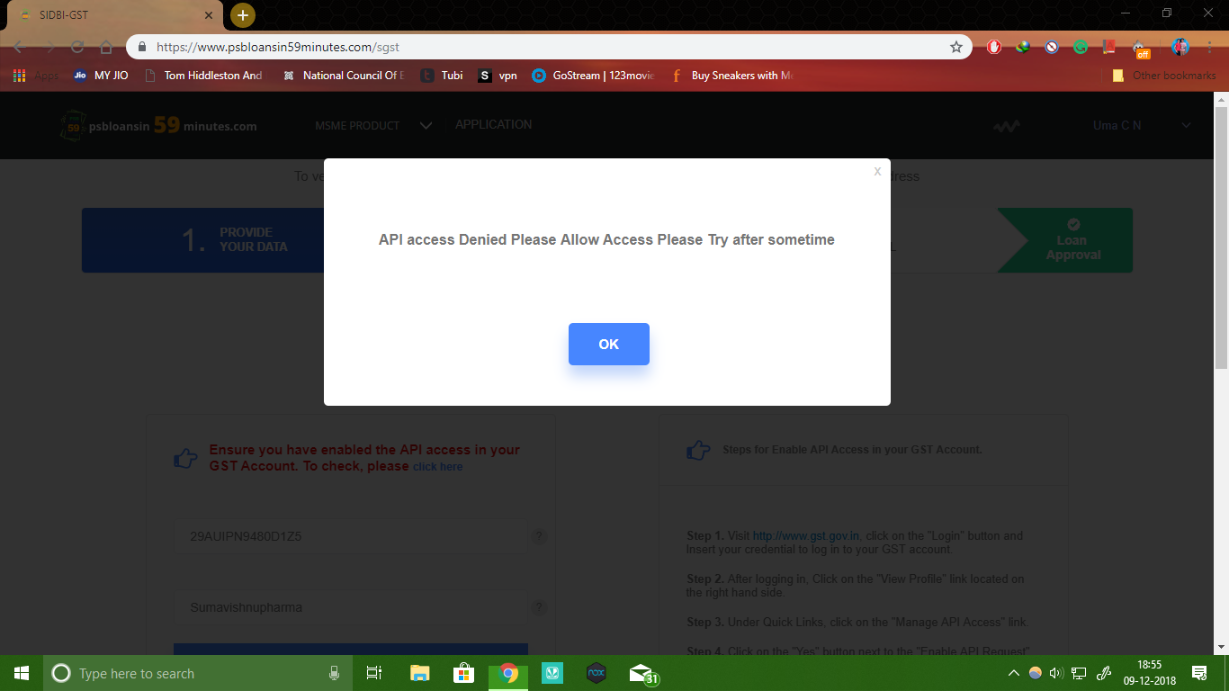 SIDBI-GST
https://www.psbloansin59minutes.com/sgst
off
Apps
Jio
MY JIO
Tom Hiddleston And
National Council Of E
t
Tubi
S
vpn
GoStream | 123movie
f
Buy Sneakers with Mo
Other bookmarks
59
psbloansin 59 minutes.com
MSME PRODUCT
APPLICATION
Uma C N
X
To ve
ress
1.
PROVIDE
YOUR DATA
Loan
Approval
API access Denied Please Allow Access Please Try after sometime
OK
Ensure you have enabled the API access in your
GST Account. To check, please click here
29AUIPN9480D1Z5
?
Sumavishnupharma
?
Steps for Enable API Access in your GST Account.
Step 1. Visit http://www.gst.gov.in, click on the "Login" button and
Insert your credential to log in to your GST account.
Step 2. After logging in, Click on the "View Profile" link located on
the right hand side
Step 3. Under Quick Links, click on the "Manage API Access" link
Step 4. Click on the "Yes" button next to the "Enable API Request"
Type here to search
nox
31
18:55
09-12-2018